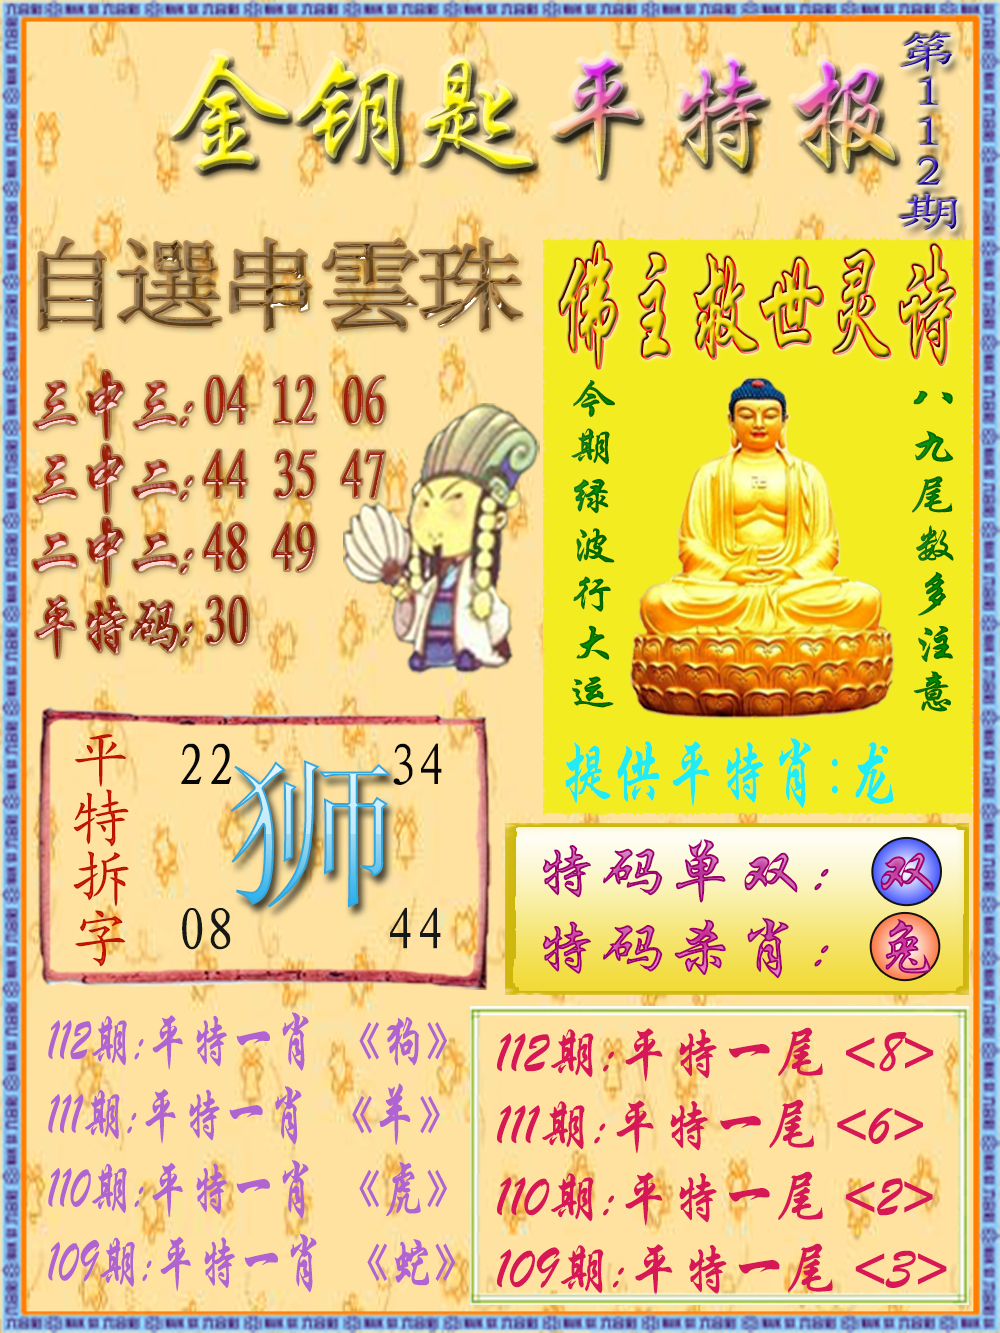 金钥匙平特报
第112期
自選串雲珠
三中三:04 12 06
三中二:44 35 47
二中二:48 49
平特码:30
佛主救世灵诗
今期绿波行大运
八九尾数多注意
提供平特肖:龙
平特拆字
22 34
狮
08 44
特码单双:双
特码杀肖:兔
112期:平特一肖 《狗》
111期:平特一肖 《羊》
110期:平特一肖 《虎》
109期:平特一肖 《蛇》
112期:平特一尾 <8>
111期:平特一尾 <6>
110期:平特一尾 <2>
109期:平特一尾 <3>